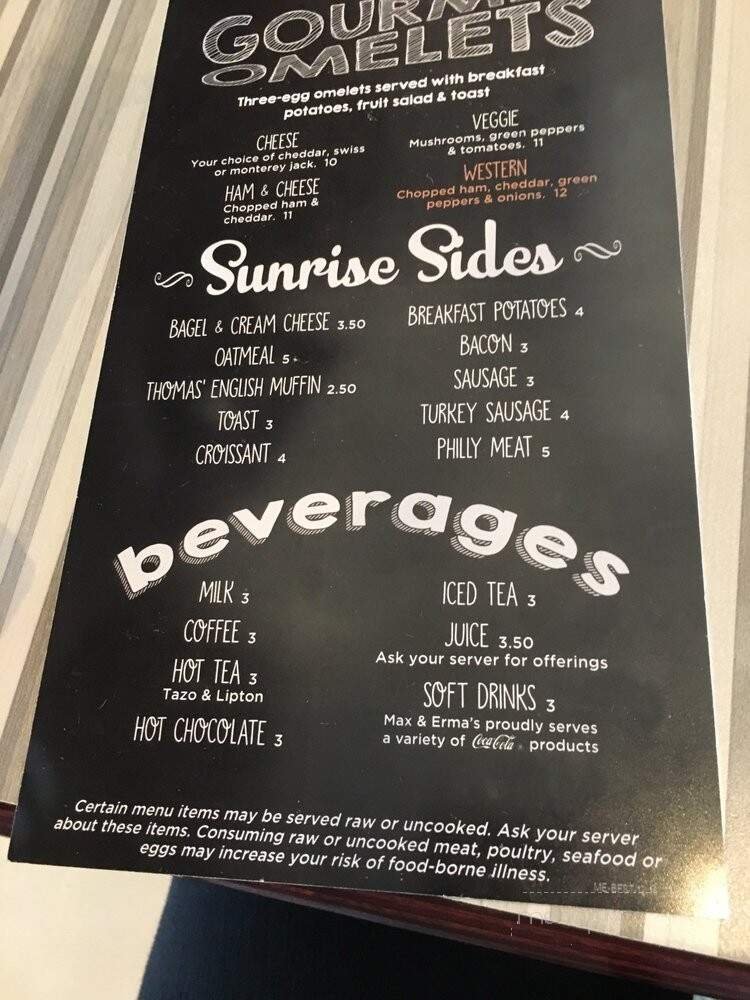 GOURM
OMELETS
Three-egg omelets served with breakfast
potatoes, fruit salad & toast
CHEESE
Your choice of cheddar, swiss
or monterey jack. 10
HAM & CHEESE
Chopped ham &
cheddar. 11
VEGGIE
Mushrooms, green peppers
& tomatoes. 11
WESTERN
Chopped ham, cheddar, green
peppers & onions. 12
Sunrise Sides
BAGEL & CREAM CHEESE 3.50
OATMEAL 5
THOMAS' ENGLISH MUFFIN 2.50
TOAST 3
CROISSANT 4
BREAKFAST POTATOES 4
BACON 3
SAUSAGE 3
TURKEY SAUSAGE 4
PHILLY MEAT 5
beverages
MILK 3
COFFEE 3
HOT TEA 3
Tazo & Lipton
HOT CHOCOLATE 3
ICED TEA 3
JUICE 3.50
Ask your server for offerings
SOFT DRINKS 3
Max & Erma's proudly serves
a variety of Coca-Cola® products
Certain menu items may be served raw or uncooked. Ask your server
about these items. Consuming raw or uncooked meat, poultry, seafood or
eggs may increase your risk of food-borne illness.